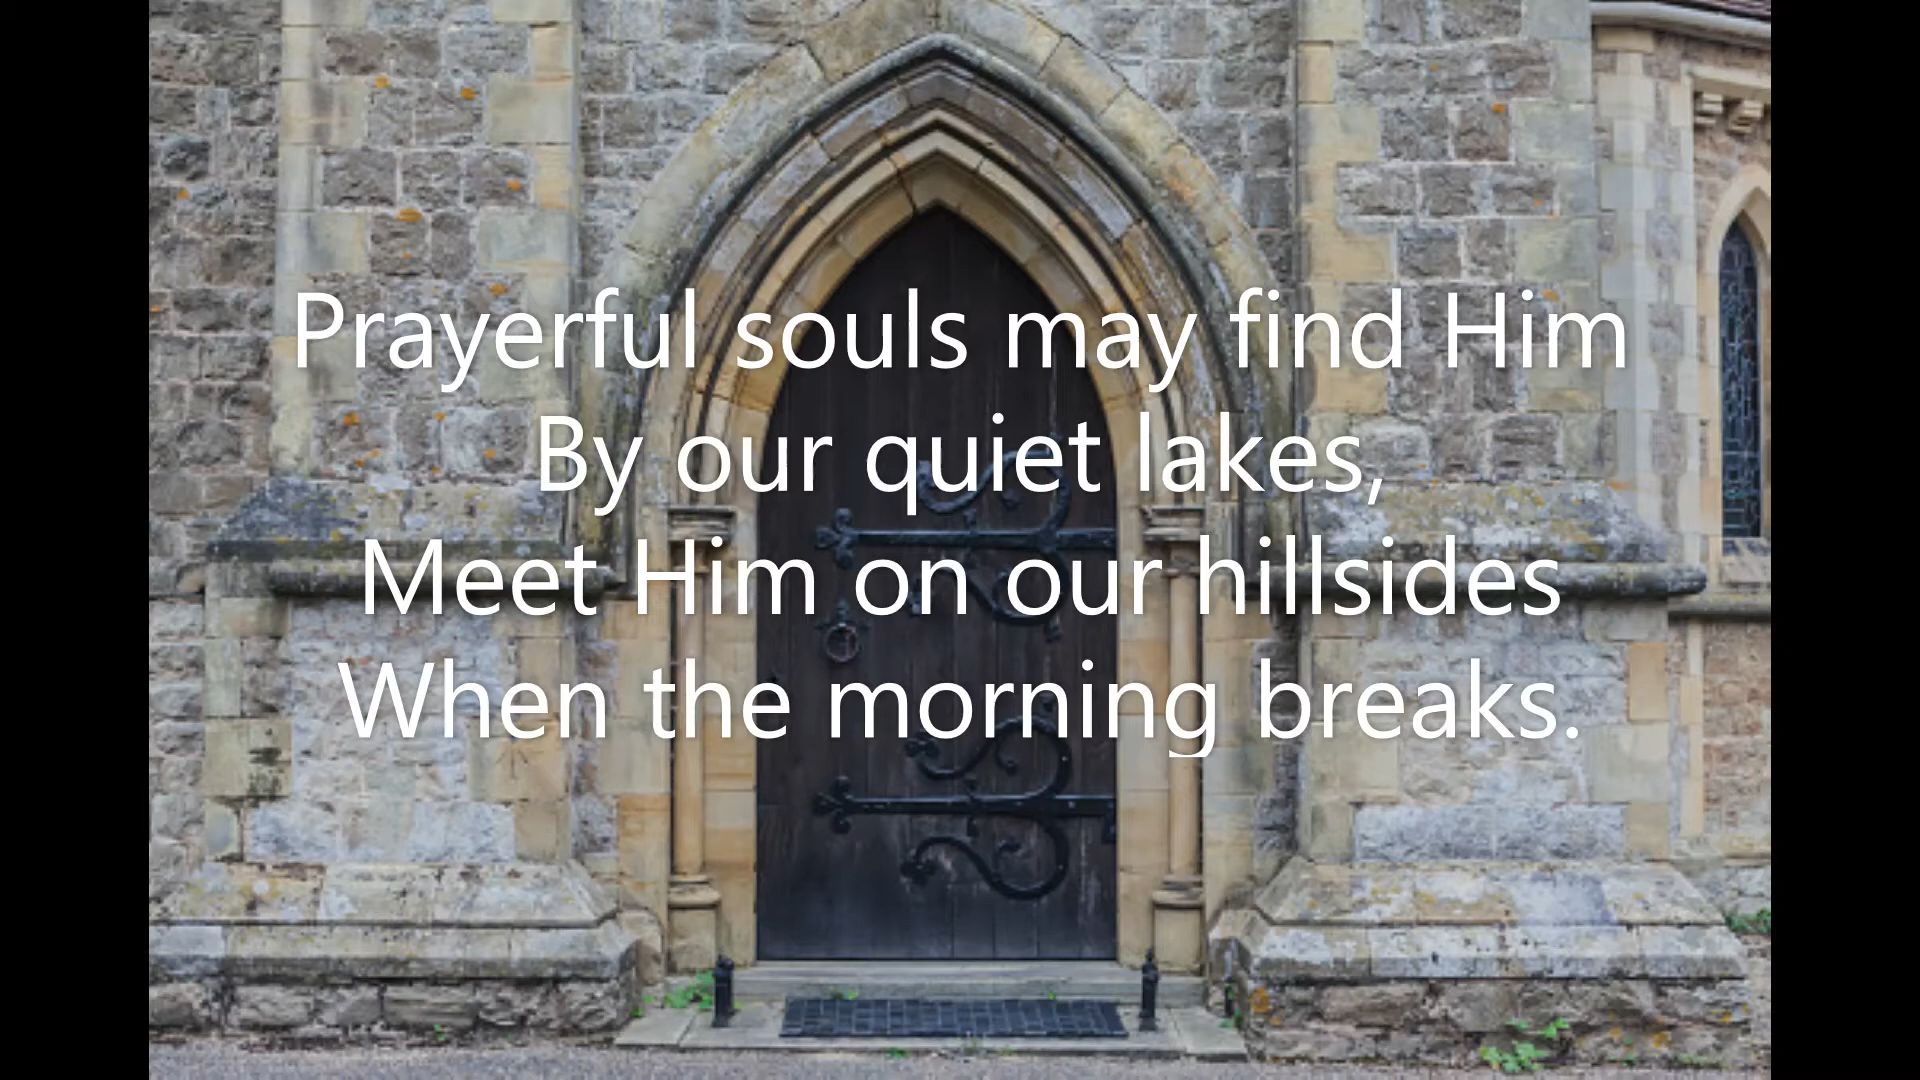 Prayerful souls may find Him
By our quiet lakes,
Meet Him on our hillsides
When the morning breaks.